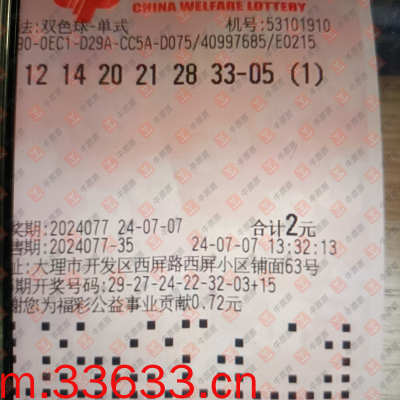 CHINA WELFARE LOTTERY
法:双色球-单式 机号:53101910
90-0EC1-D29A-CC5A-D075/40997685/E0215
12 14 20 21 28 33-05 (1)
奖期:2024077 24-07-07 合计2元
售期:2024077-35 24-07-07 13:32:13
址:大理市开发区西屏路西屏小区铺面63号
期开奖号码:29-27-24-22-32-03+15
谢您为福彩公益事业贡献0.72元
m.33633.cn